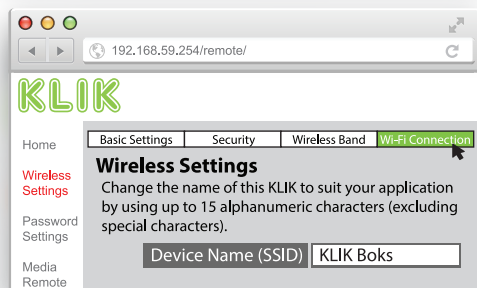 192.168.59.254/remote/
KLIK
Home
Wireless
Settings
Password
Settings
Media
Remote
Basic Settings
Security
Wireless Band
Wi-Fi Connection
Wireless Settings
Change the name of this KLIK to suit your application
by using up to 15 alphanumeric characters (excluding
special characters).
Device Name (SSID)
KLIK Boks